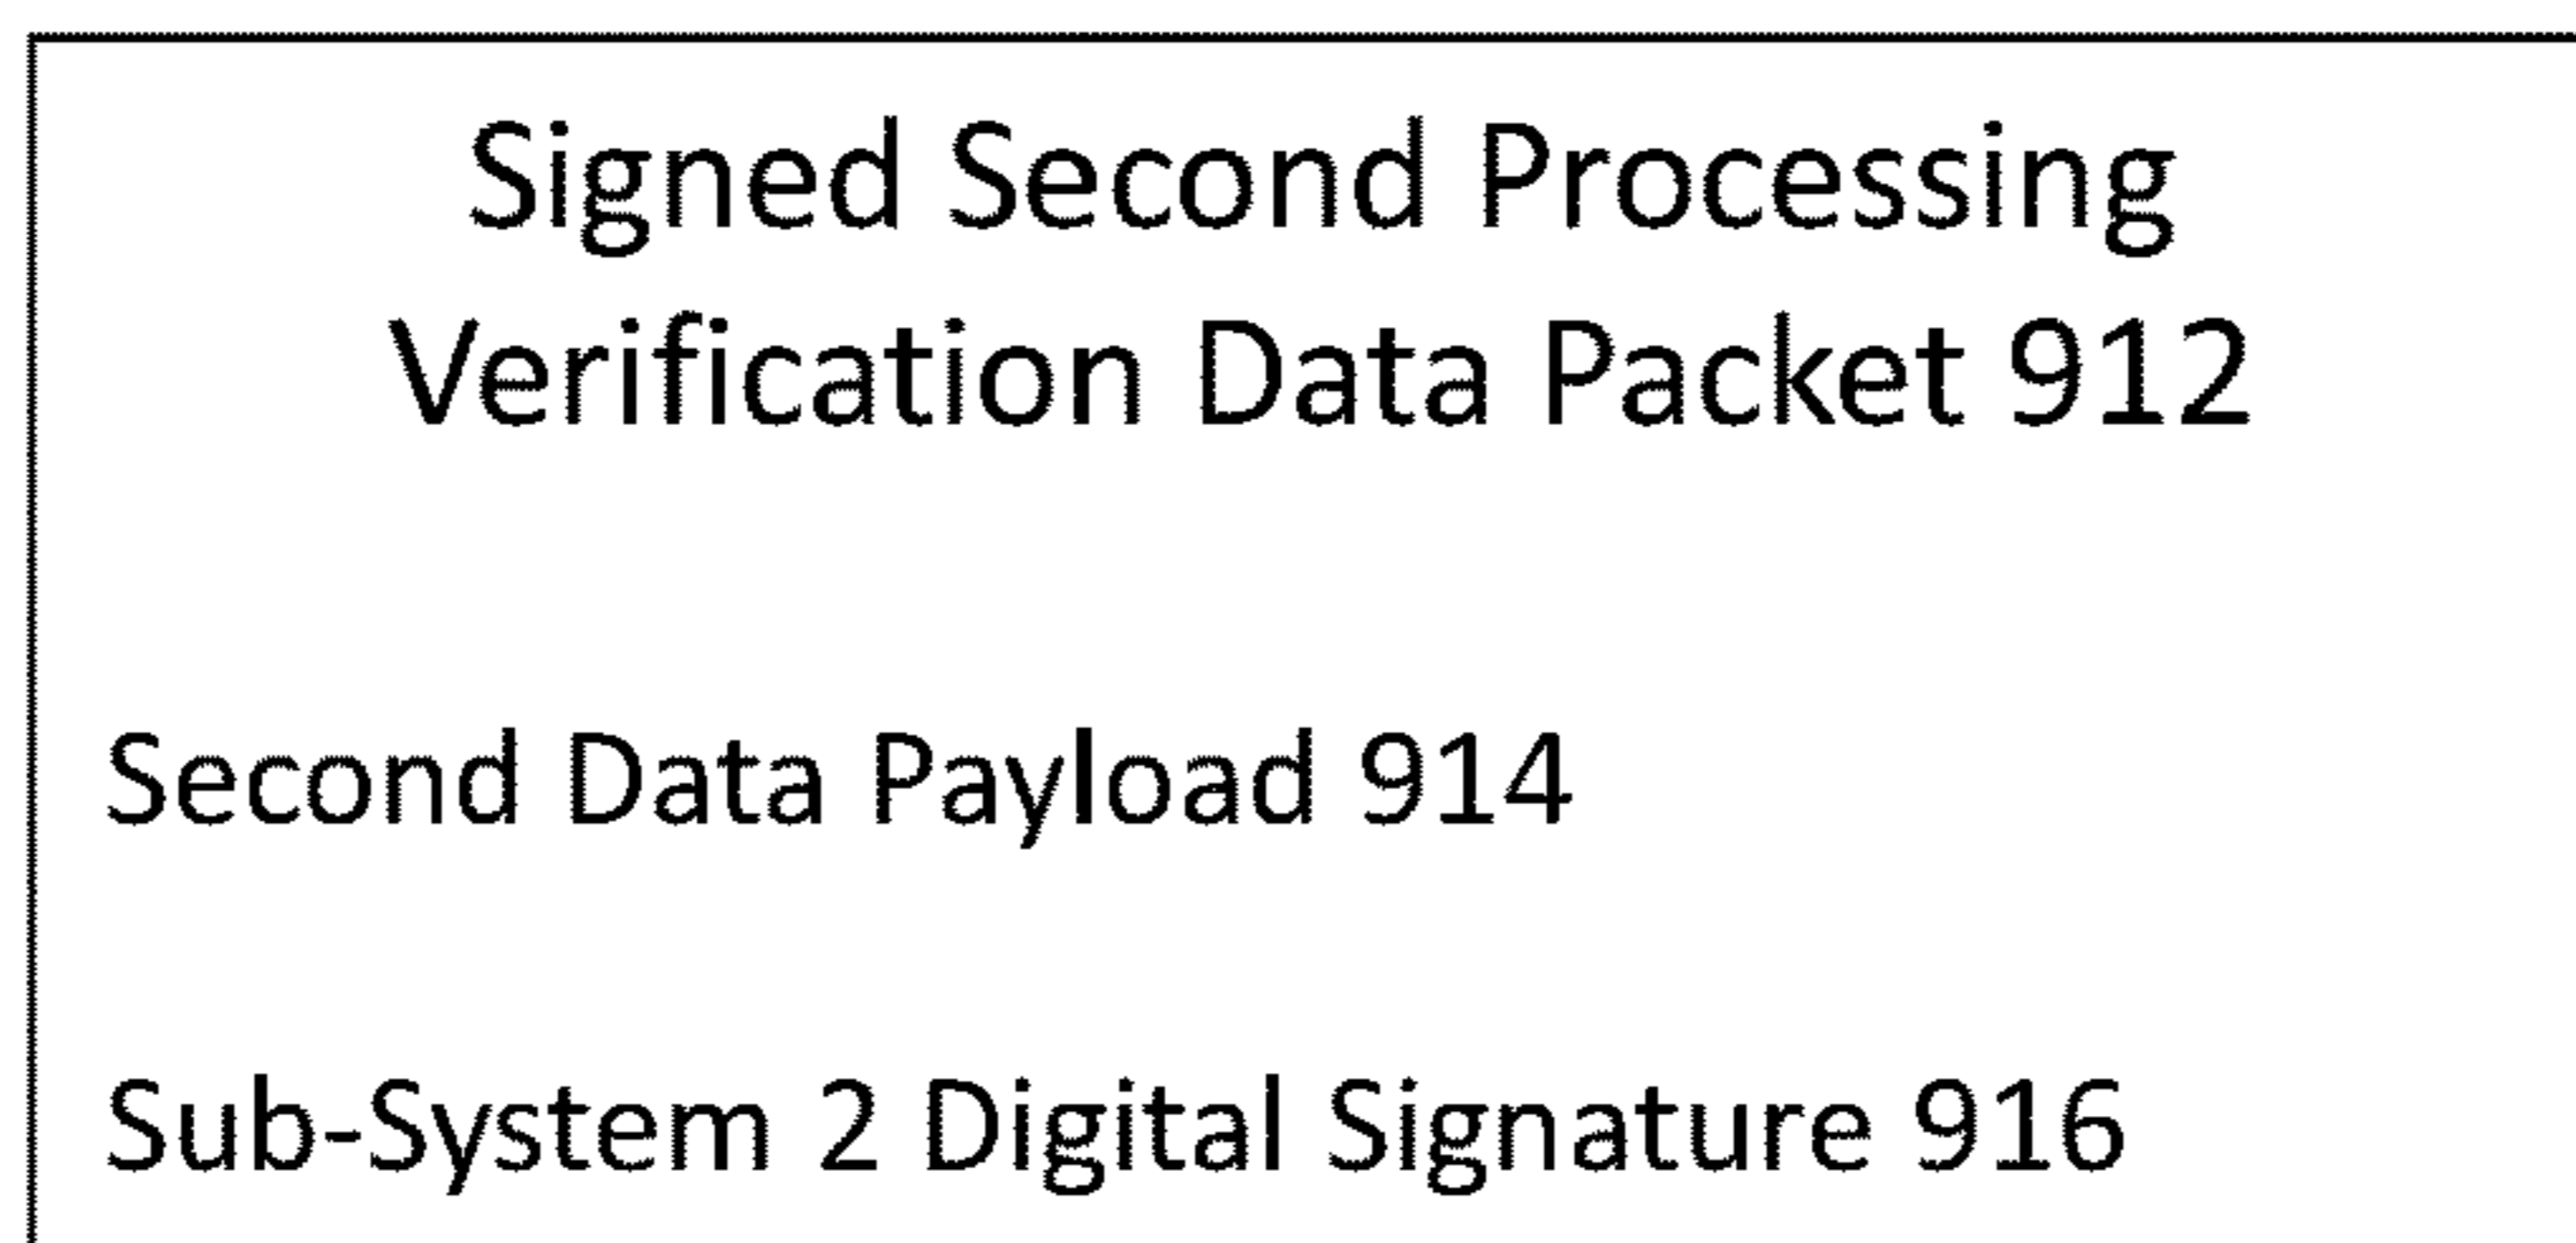 Signed Second Processing
Verification Data Packet 912
Second Data Payload 914
Sub-System 2 Digital Signature 916